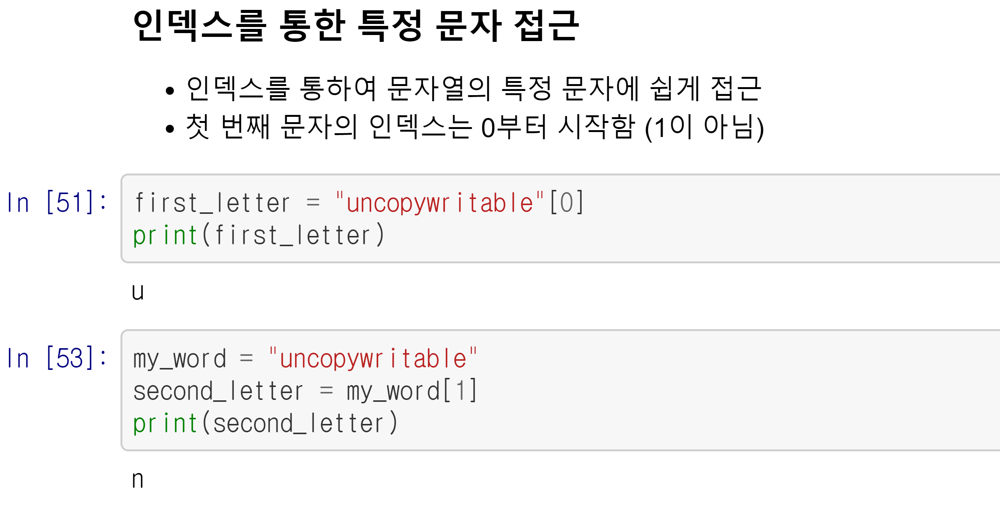 인덱스를 통한 특정 문자 접근
• 인덱스를 통하여 문자열의 특정 문자에 쉽게 접근
• 첫 번째 문자의 인덱스는 0부터 시작함 (1이 아님)
In [51]: first_letter = "uncopywritable"[0]
print(first_letter)
u
In [53]: my_word = "uncopywritable"
second_letter = my_word[1]
print(second_letter)
n